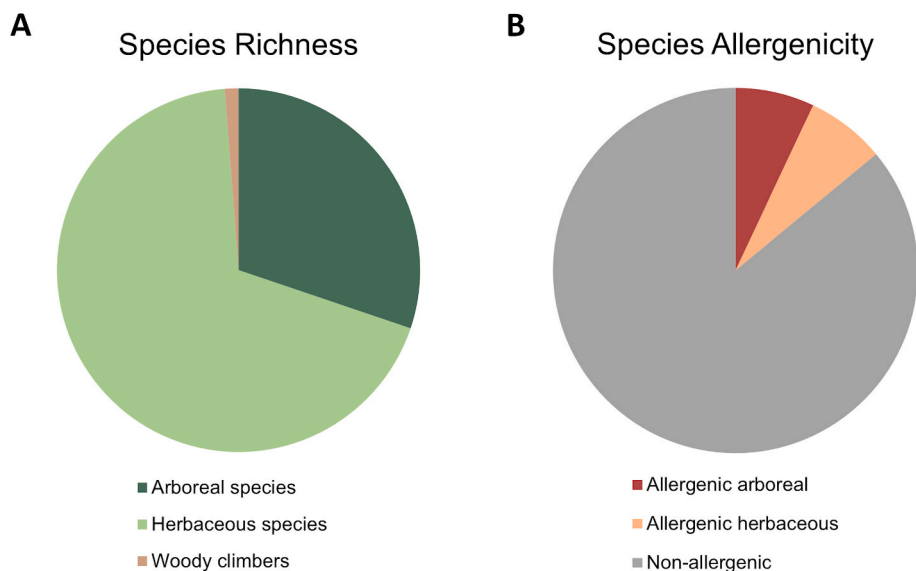 A
Species Richness
Arboreal species
Herbaceous species
Woody climbers
B
Species Allergenicity
Allergenic arboreal
Allergenic herbaceous
Non-allergenic